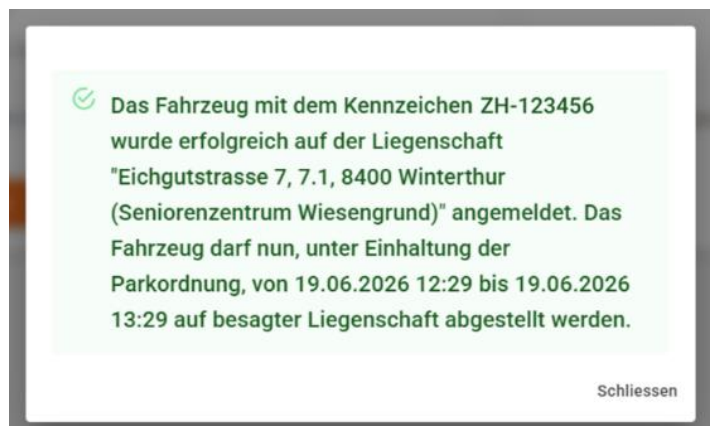 Das Fahrzeug mit dem Kennzeichen ZH-123456
wurde erfolgreich auf der Liegenschaft
"Eichgutstrasse 7, 7.1, 8400 Winterthur
(Seniorenzentrum Wiesengrund)" angemeldet. Das
Fahrzeug darf nun, unter Einhaltung der
Parkordnung, von 19.06.2026 12:29 bis 19.06.2026
13:29 auf besagter Liegenschaft abgestellt werden.
Schliessen